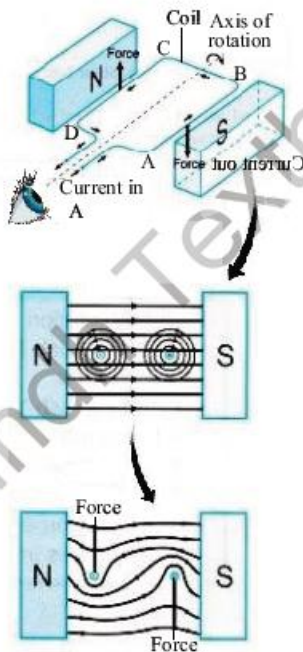 Coil
Axis of
rotation
C
Force
N
B
D
S
A
Force
Current out
Current in
A
N
S
Force
N
S
Force